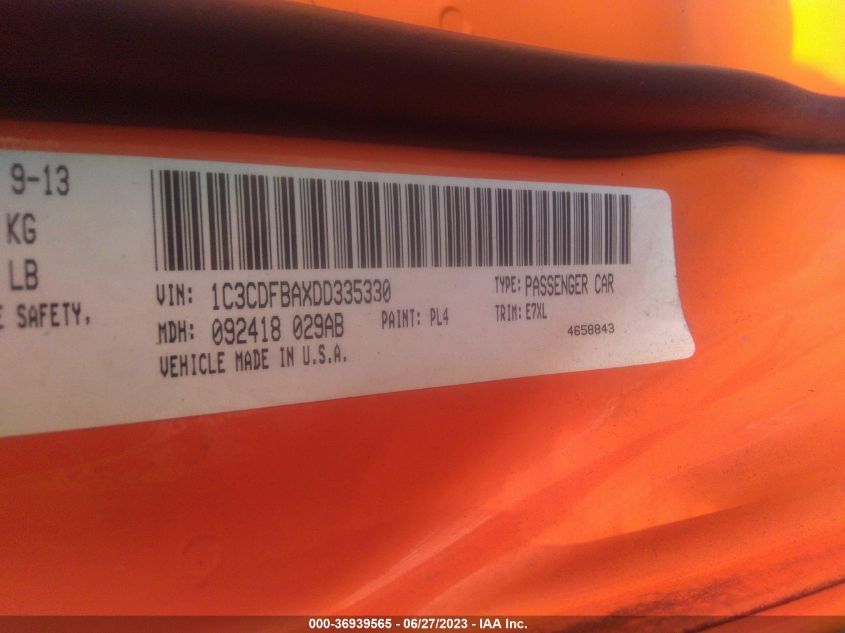 9-13
KG
LB
E SAFETY,
VIN: 1C3CDFBAXDD335330
TYPE: PASSENGER CAR
MDH: 092418 029AB
PAINT: PL4
TRIM: E7XL
VEHICLE MADE IN U.S.A.
4658843
000-36939565 - 06/27/2023 - IAA Inc.